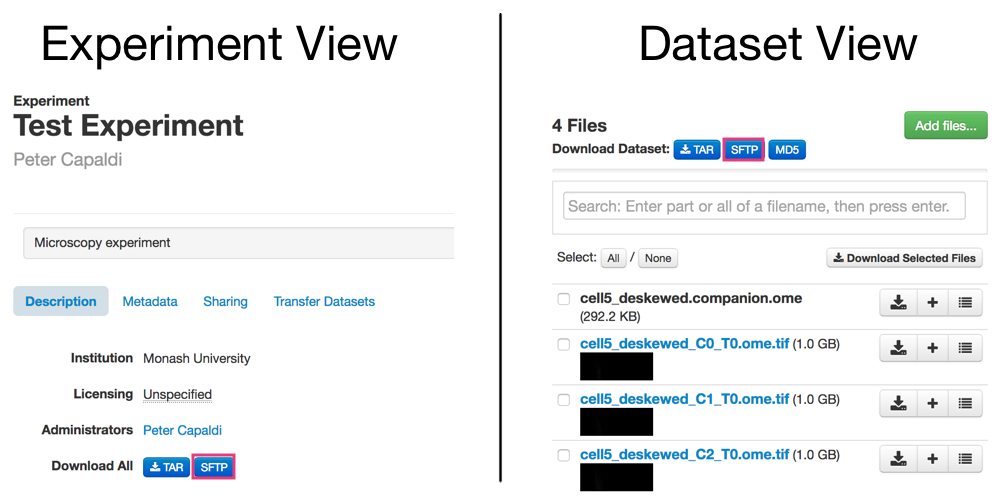 Experiment View
Experiment
Test Experiment
Peter Capaldi
Microscopy experiment
Description Metadata Sharing Transfer Datasets
Institution Monash University
Licensing Unspecified
Administrators Peter Capaldi
Download All TAR SFTP
Dataset View
4 Files
Add files...
Download Dataset: TAR SFTP MD5
Search: Enter part or all of a filename, then press enter.
Select: All / None
Download Selected Files
cell5_deskewed.companion.ome
(292.2 KB)
cell5_deskewed_C0_T0.ome.tif (1.0 GB)
cell5_deskewed_C1_T0.ome.tif (1.0 GB)
cell5_deskewed_C2_T0.ome.tif (1.0 GB)